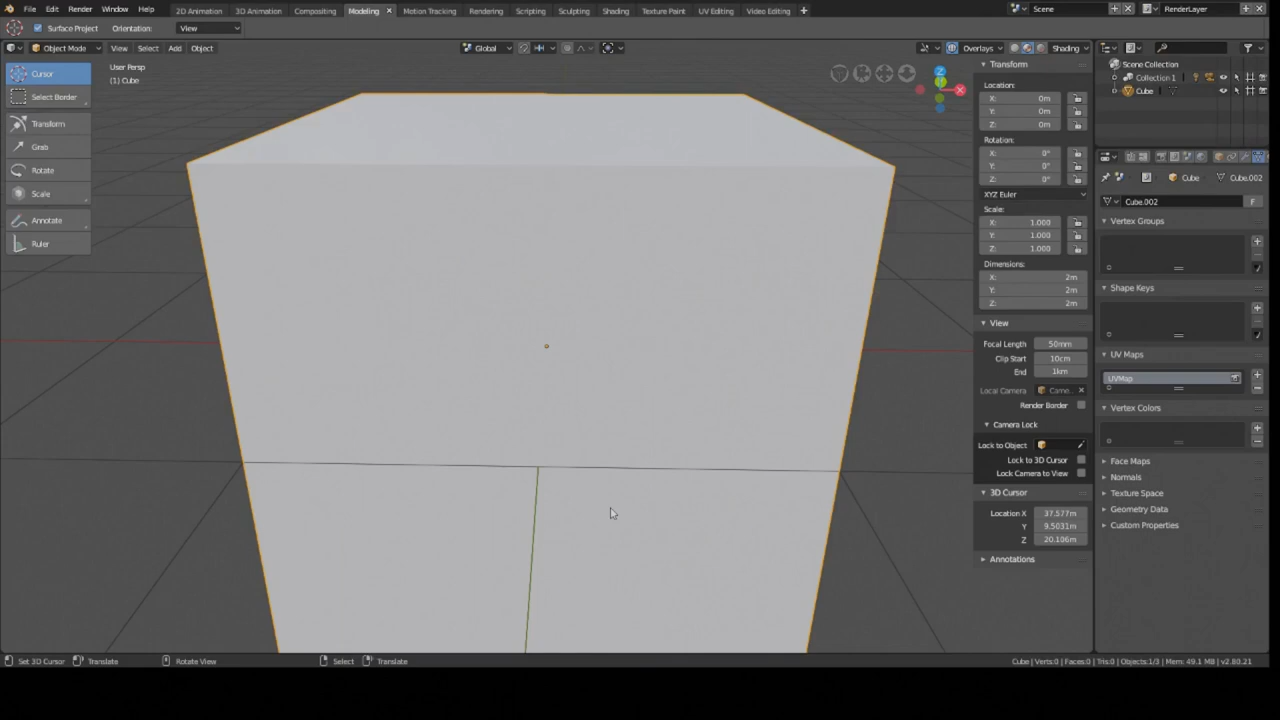 File Edit Render Window Help 2D Animation 3D Animation Compositing Modeling Motion Tracking Rendering Scripting Sculpting Shading Texture Paint UV Editing Video Editing Scene RenderLayer
Surface Project Orientation: View
Object Mode View Select Add Object Global Overlays Shading
User Persp
(1) Cube
Cursor
Select Border
Transform
Grab
Rotate
Scale
Annotate
Ruler
Transform
Location:
X: 0m
Y: 0m
Z: 0m
Rotation:
X: 0°
Y: 0°
Z: 0°
XYZ Euler
Scale:
X: 1.000
Y: 1.000
Z: 1.000
Dimensions:
X: 2m
Y: 2m
Z: 2m
View
Focal Length 50mm
Clip Start 10cm
End 1km
Local Camera Came..
Render Border
Camera Lock
Lock to Object
Lock to 3D Cursor
Lock Camera to View
3D Cursor
Location X 37.577m
Y 9.5031m
Z 20.106m
Annotations
Scene Collection
Collection 1
Cube
Cube Cube.002
Cube.002 F
Vertex Groups
Shape Keys
UV Maps
UVMap
Vertex Colors
Face Maps
Normals
Texture Space
Geometry Data
Custom Properties
Set 3D Cursor Translate Rotate View Select Translate Cube | Verts:0 | Faces:0 | Tris:0 | Objects:1/3 | Mem: 49.1 MB | v2.80.21